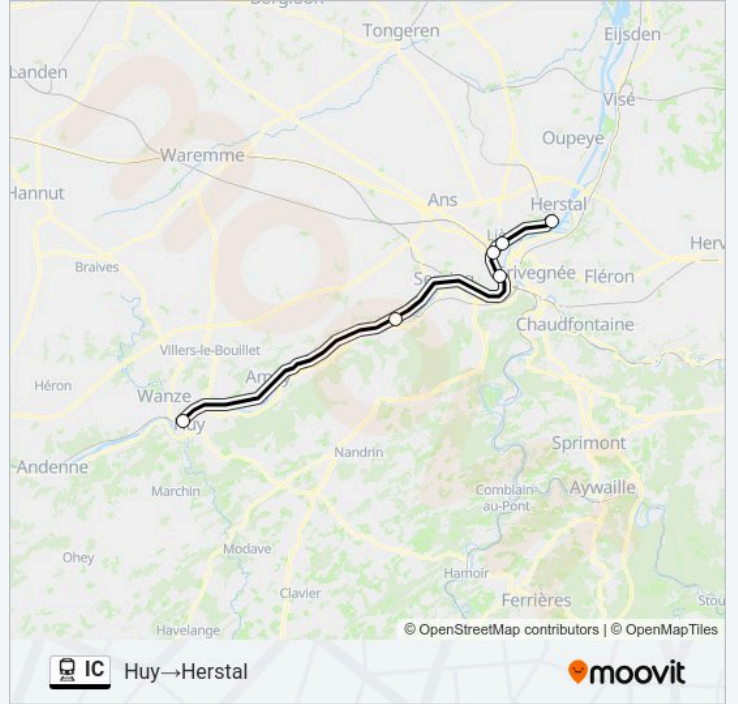 Borgloon
Tongeren
Eijsden
Landen
Visé
Oupeye
Waremme
Hannut
Ans
Herstal
Herv
Braives
Fléron
Chaudfontaine
Villers-le-Bouillet
Héron
Wanze
Huy
Nandrin
Sprimont
Andenne
Marchin
Comblain
au-Pont
Aywaille
Modave
Ohey
Hamoir
Clavier
Ferrières
Stou
Havelange
© OpenStreetMap contributors | © OpenMapTiles
IC Huy→Herstal
moovit